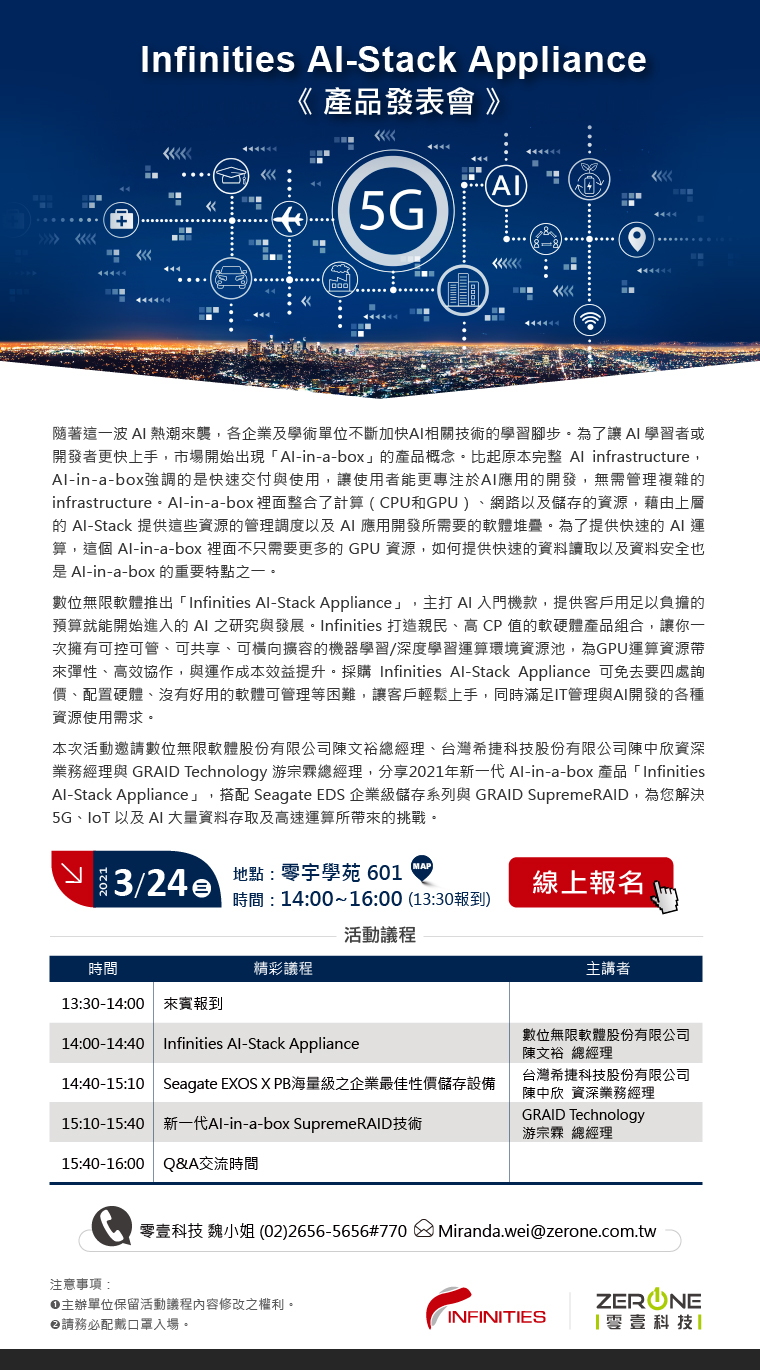 Infinities AI-Stack Appliance
《 產品發表會 》
5G
AI
隨著這一波 AI 熱潮來襲，各企業及學術單位不斷加快AI相關技術的學習腳步。為了讓 AI 學習者或
開發者更快上手，市場開始出現「AI-in-a-box」的產品概念。比起原本完整 AI infrastructure，
AI-in-a-box強調的是快速交付與使用，讓使用者能更專注於AI應用的開發，無需管理複雜的
infrastructure。AI-in-a-box 裡面整合了計算（CPU和GPU）、網路以及儲存的資源，藉由上層
的 AI-Stack 提供這些資源的管理調度以及 AI 應用開發所需要的軟體堆疊。為了提供快速的 AI 運
算，這個 AI-in-a-box 裡面不只需要更多的 GPU 資源，如何提供快速的資料讀取以及資料安全也
是 AI-in-a-box 的重要特點之一。
數位無限軟體推出「Infinities AI-Stack Appliance」，主打 AI 入門機款，提供客戶用足以負擔的
預算就能開始進入的 AI 之研究與發展。Infinities 打造親民、高 CP 值的軟硬體產品組合，讓你一
次擁有可控可管、可共享、可橫向擴容的機器學習/深度學習運算環境資源池，為GPU運算資源帶
來彈性、高效協作，與運作成本效益提升。採購 Infinities AI-Stack Appliance 可免去要四處詢
價、配置硬體、沒有好用的軟體可管理等困難，讓客戶輕鬆上手，同時滿足IT管理與AI開發的各種
資源使用需求。
本次活動邀請數位無限軟體股份有限公司陳文裕總經理、台灣希捷科技股份有限公司陳中欣資深
業務經理與 GRAID Technology 游宗霖總經理，分享2021年新一代 AI-in-a-box 產品「Infinities
AI-Stack Appliance」，搭配 Seagate EDS 企業級儲存系列與 GRAID SupremeRAID，為您解決
5G、IoT 以及 AI 大量資料存取及高速運算所帶來的挑戰。
2021 3/24 三
地點：零宇學苑 601 MAP
時間：14:00~16:00 (13:30報到)
線上報名
活動議程
時間 精彩議程 主講者
13:30-14:00 來賓報到
14:00-14:40 Infinities AI-Stack Appliance 數位無限軟體股份有限公司
陳文裕 總經理
14:40-15:10 Seagate EXOS X PB海量級之企業最佳性價儲存設備 台灣希捷科技股份有限公司
陳中欣 資深業務經理
15:10-15:40 新一代AI-in-a-box SupremeRAID技術 GRAID Technology
游宗霖 總經理
15:40-16:00 Q&A交流時間
零壹科技 魏小姐 (02)2656-5656#770 Miranda.wei@zerone.com.tw
注意事項：
❶主辦單位保留活動議程內容修改之權利。
❷請務必配戴口罩入場。
INFINITIES
ZERONE
零壹科技